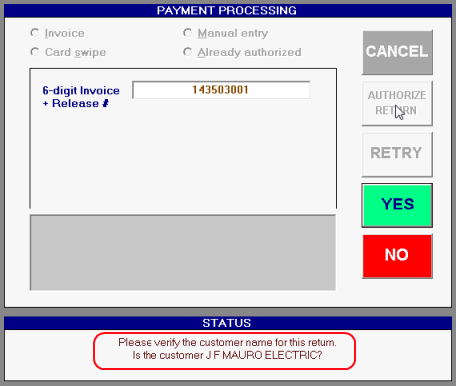 PAYMENT PROCESSING
Invoice
Manual entry
Card swipe
Already authorized
CANCEL
6-digit Invoice
+ Release #
143503001
AUTHORIZE
RETURN
RETRY
YES
NO
STATUS
Please verify the customer name for this return.
Is the customer J F MAURO ELECTRIC?